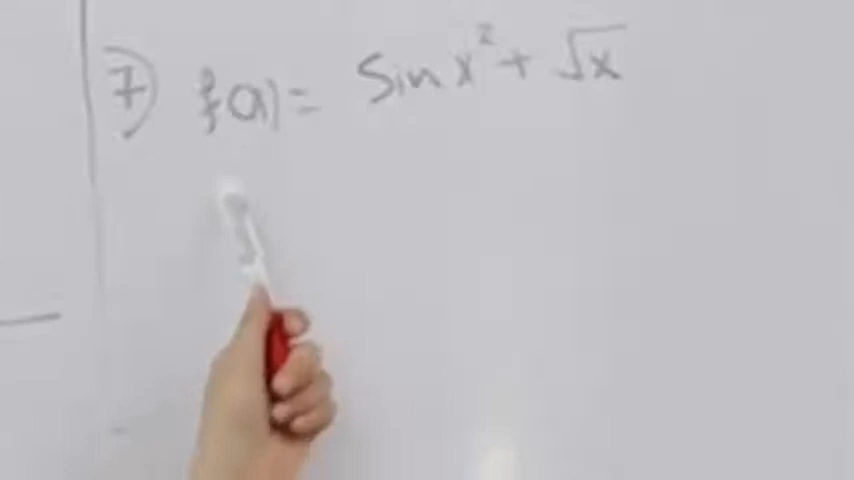 7) f(x) = Sin x² + √x